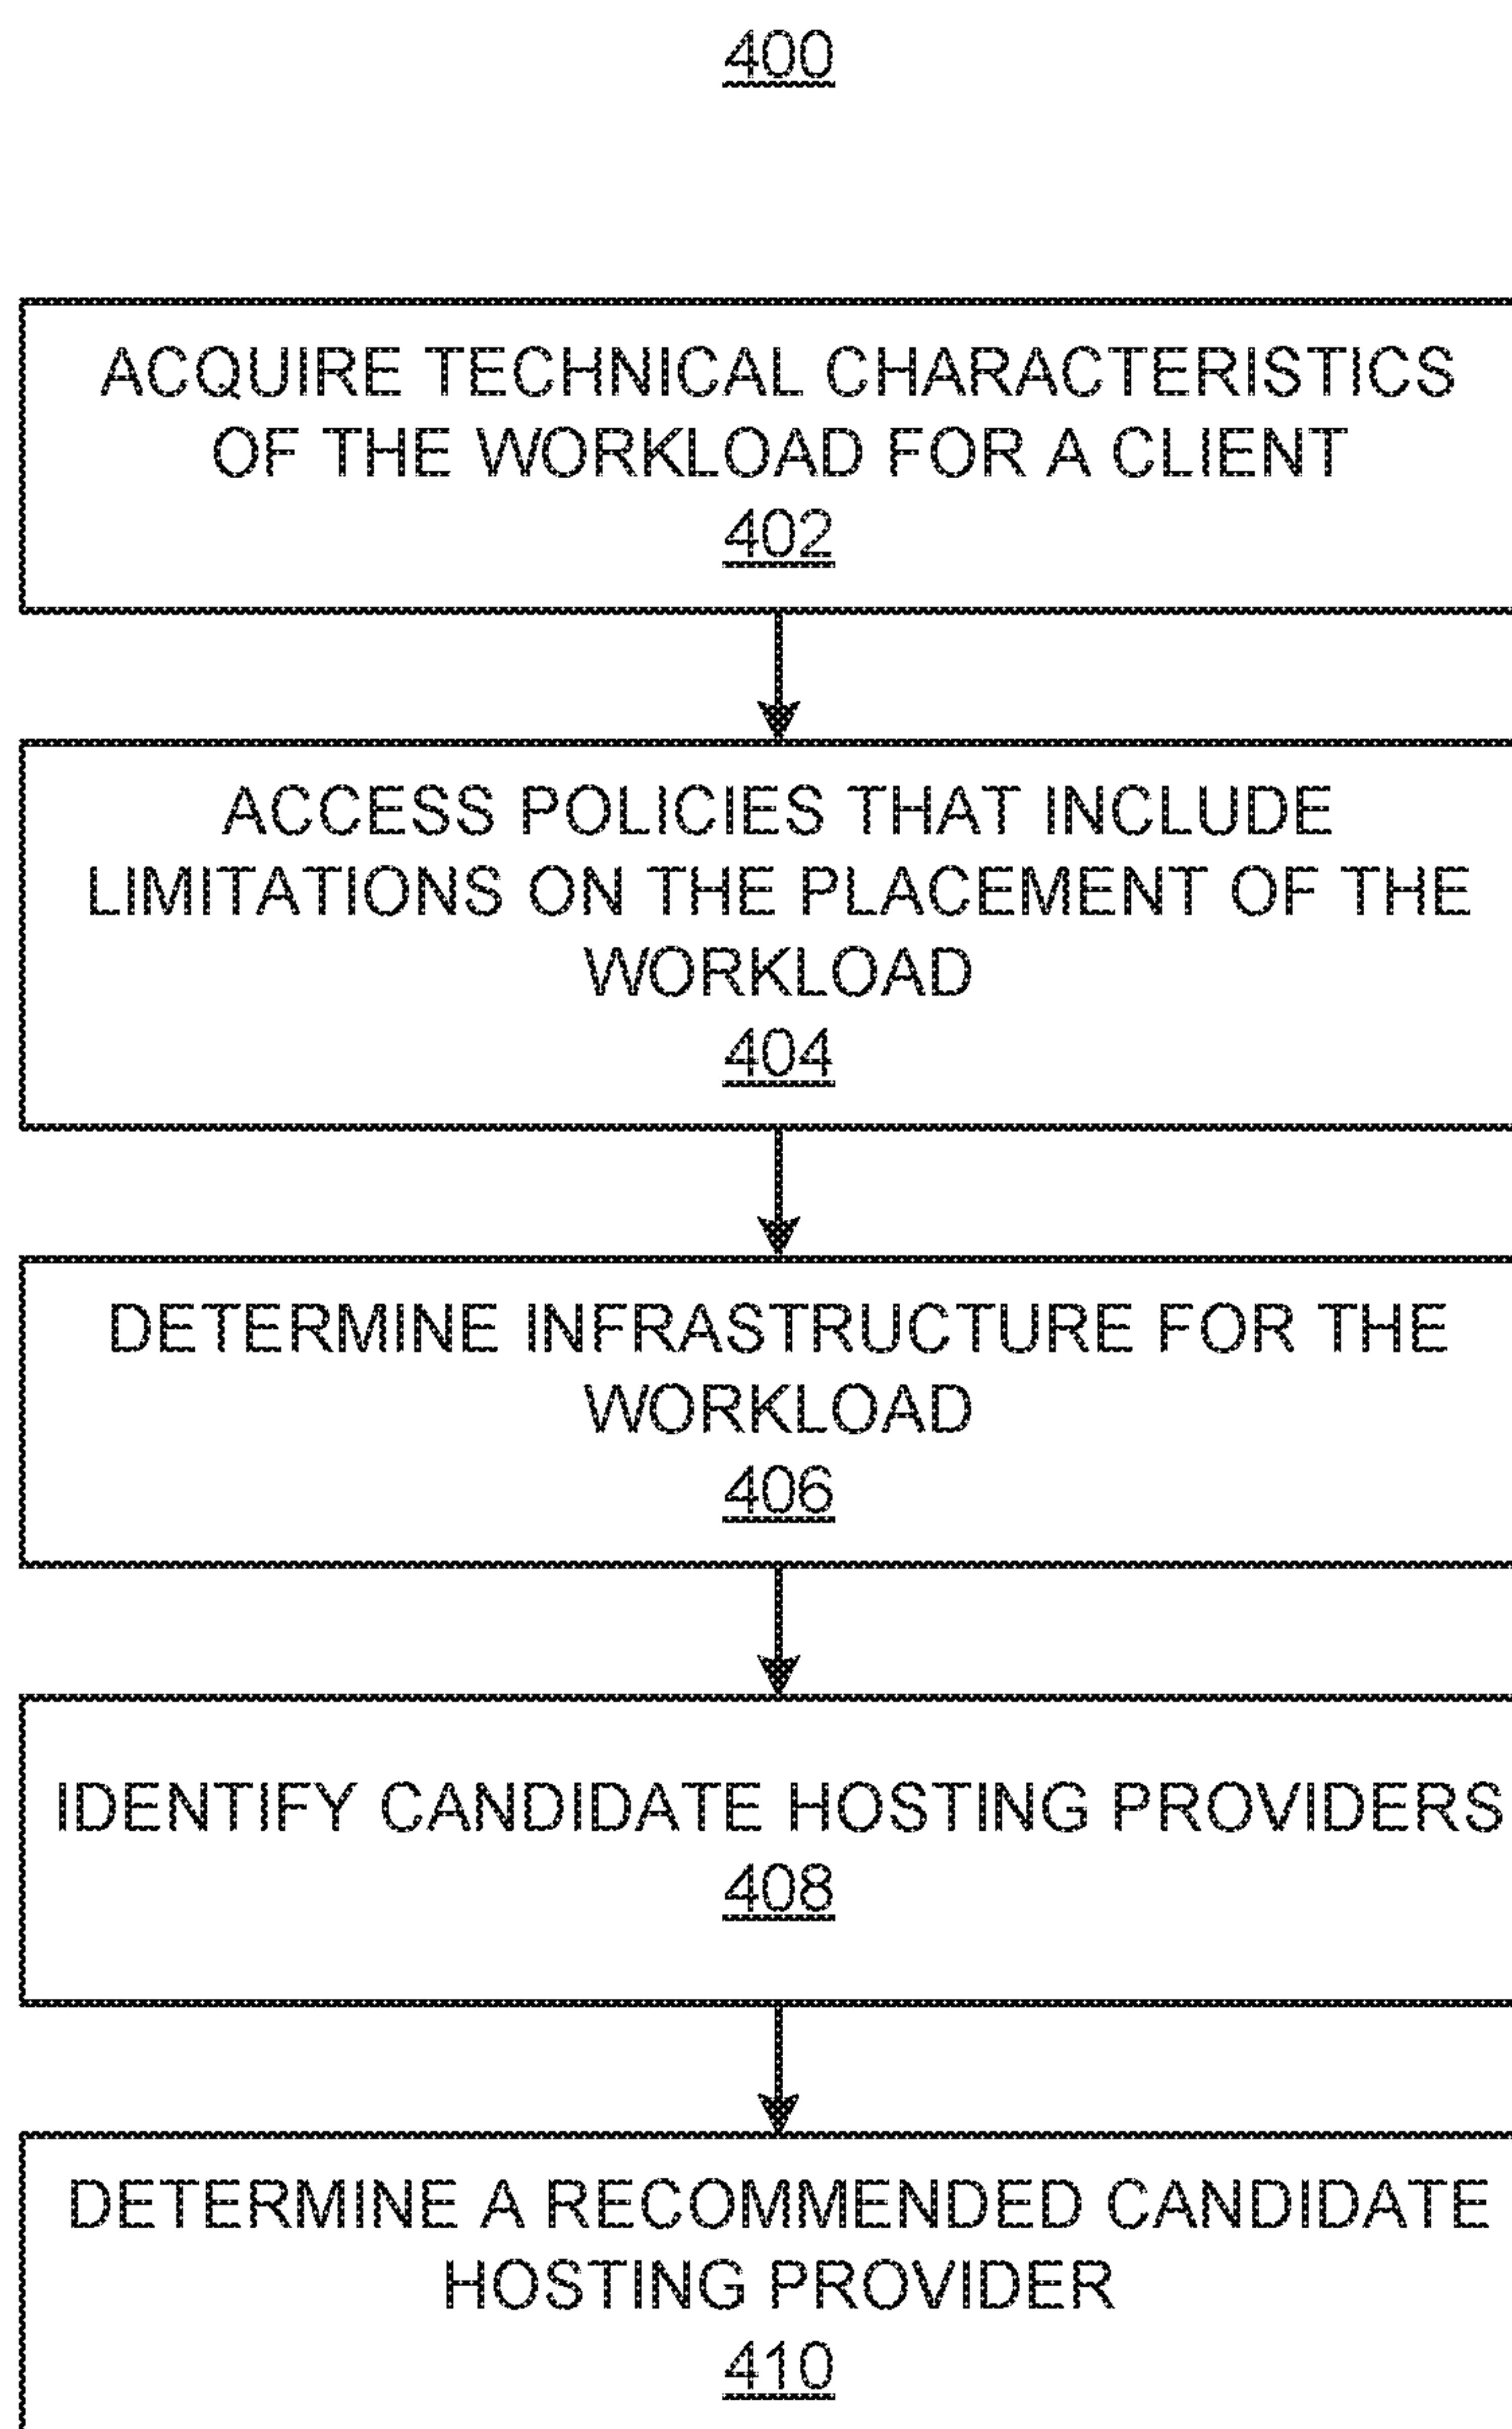 400
ACQUIRE TECHNICAL CHARACTERISTICS
OF THE WORKLOAD FOR A CLIENT
402
ACCESS POLICIES THAT INCLUDE
LIMITATIONS ON THE PLACEMENT OF THE
WORKLOAD
404
DETERMINE INFRASTRUCTURE FOR THE
WORKLOAD
406
IDENTIFY CANDIDATE HOSTING PROVIDERS
408
DETERMINE A RECOMMENDED CANDIDATE
HOSTING PROVIDER
410